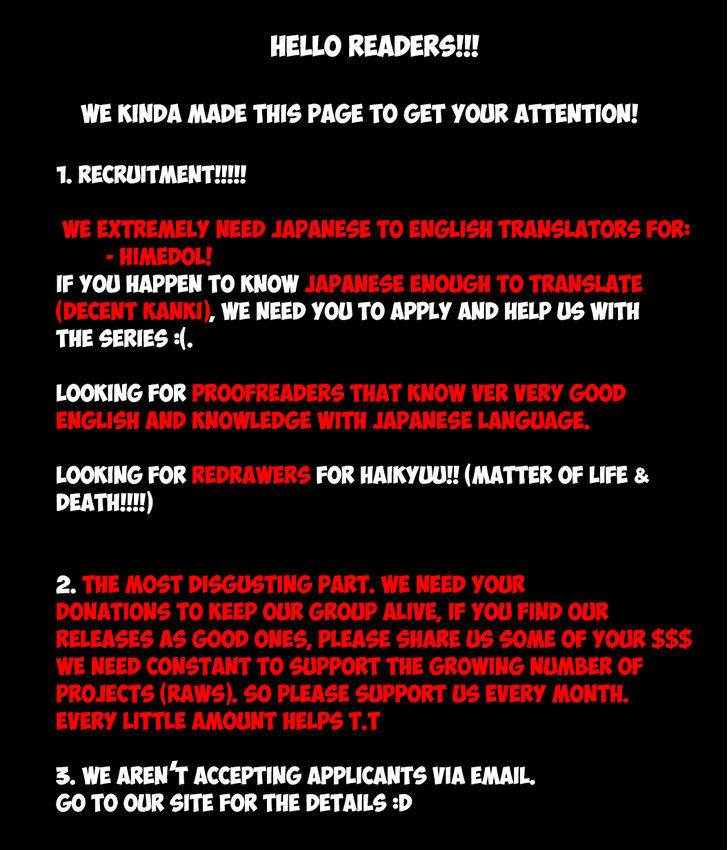 HELLO READERS!!!
WE KINDA MADE THIS PAGE TO GET YOUR ATTENTION!
1. RECRUITMENT!!!!!
WE EXTREMELY NEED JAPANESE TO ENGLISH TRANSLATORS FOR:
- HIMEDOL!
IF YOU HAPPEN TO KNOW JAPANESE ENOUGH TO TRANSLATE
(DECENT KANKI), WE NEED YOU TO APPLY AND HELP US WITH
THE SERIES :(.
LOOKING FOR PROOFREADERS THAT KNOW VER VERY GOOD
ENGLISH AND KNOWLEDGE WITH JAPANESE LANGUAGE.
LOOKING FOR REDRAWERS FOR HAIKYUU!! (MATTER OF LIFE &
DEATH!!!!)
2. THE MOST DISGUSTING PART. WE NEED YOUR
DONATIONS TO KEEP OUR GROUP ALIVE, IF YOU FIND OUR
RELEASES AS GOOD ONES, PLEASE SHARE US SOME OF YOUR $$$
WE NEED CONSTANT TO SUPPORT THE GROWING NUMBER OF
PROJECTS (RAWS). SO PLEASE SUPPORT US EVERY MONTH.
EVERY LITTLE AMOUNT HELPS T.T
3. WE AREN'T ACCEPTING APPLICANTS VIA EMAIL.
GO TO OUR SITE FOR THE DETAILS :D